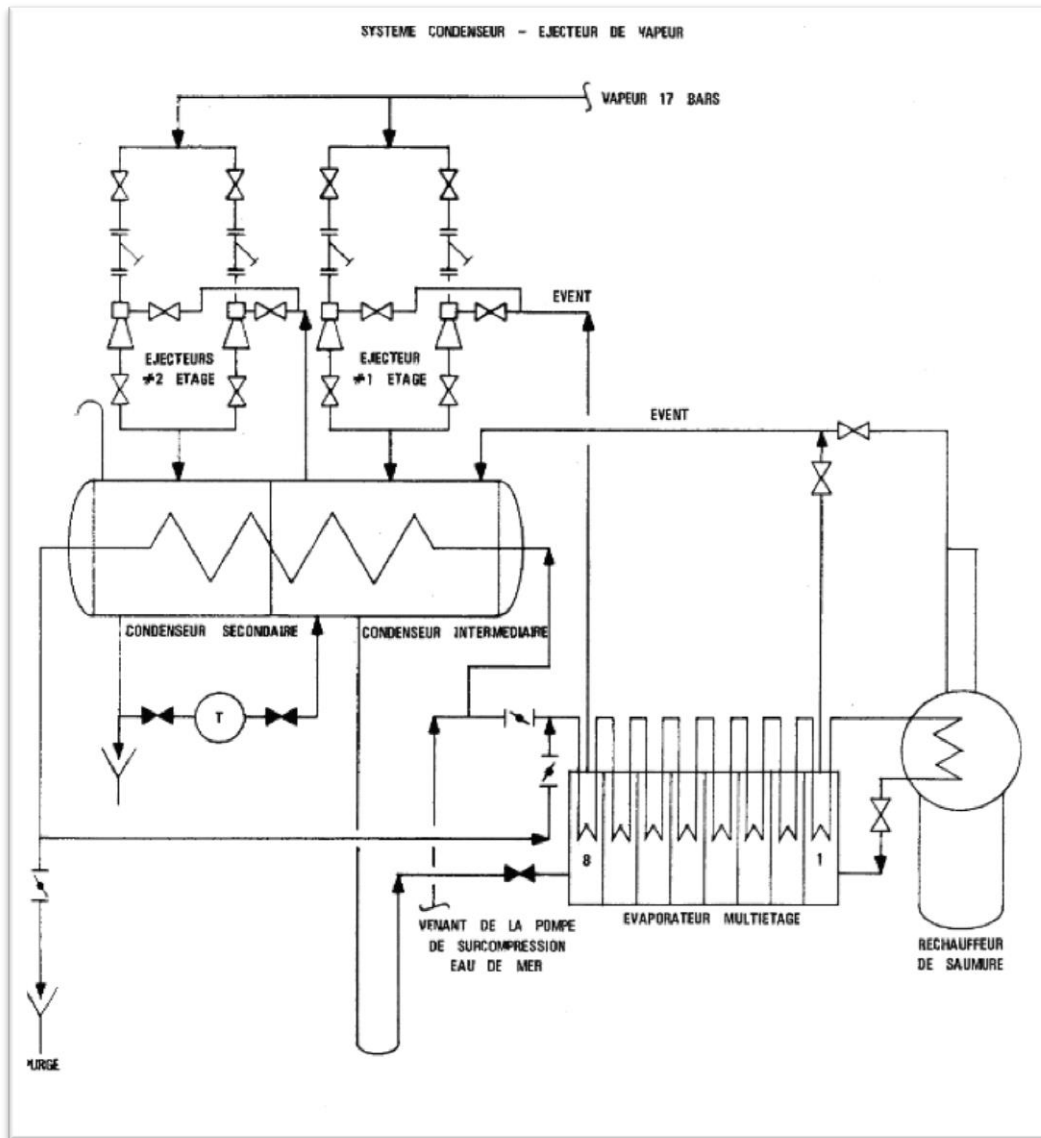 SYSTEME CONDENSEUR - EJECTEUR DE VAPEUR
VAPEUR 17 BARS
EVENT
EJECTEURS
#2 ETAGE
EJECTEUR
#1 ETAGE
EVENT
CONDENSEUR SECONDAIRE
CONDENSEUR INTERMEDIAIRE
T
8
1
EVAPORATEUR MULTIETAGE
VENANT DE LA POMPE
DE SURCOMPRESSION
EAU DE MER
RECHAUFFEUR
DE SAUMURE
PURGE